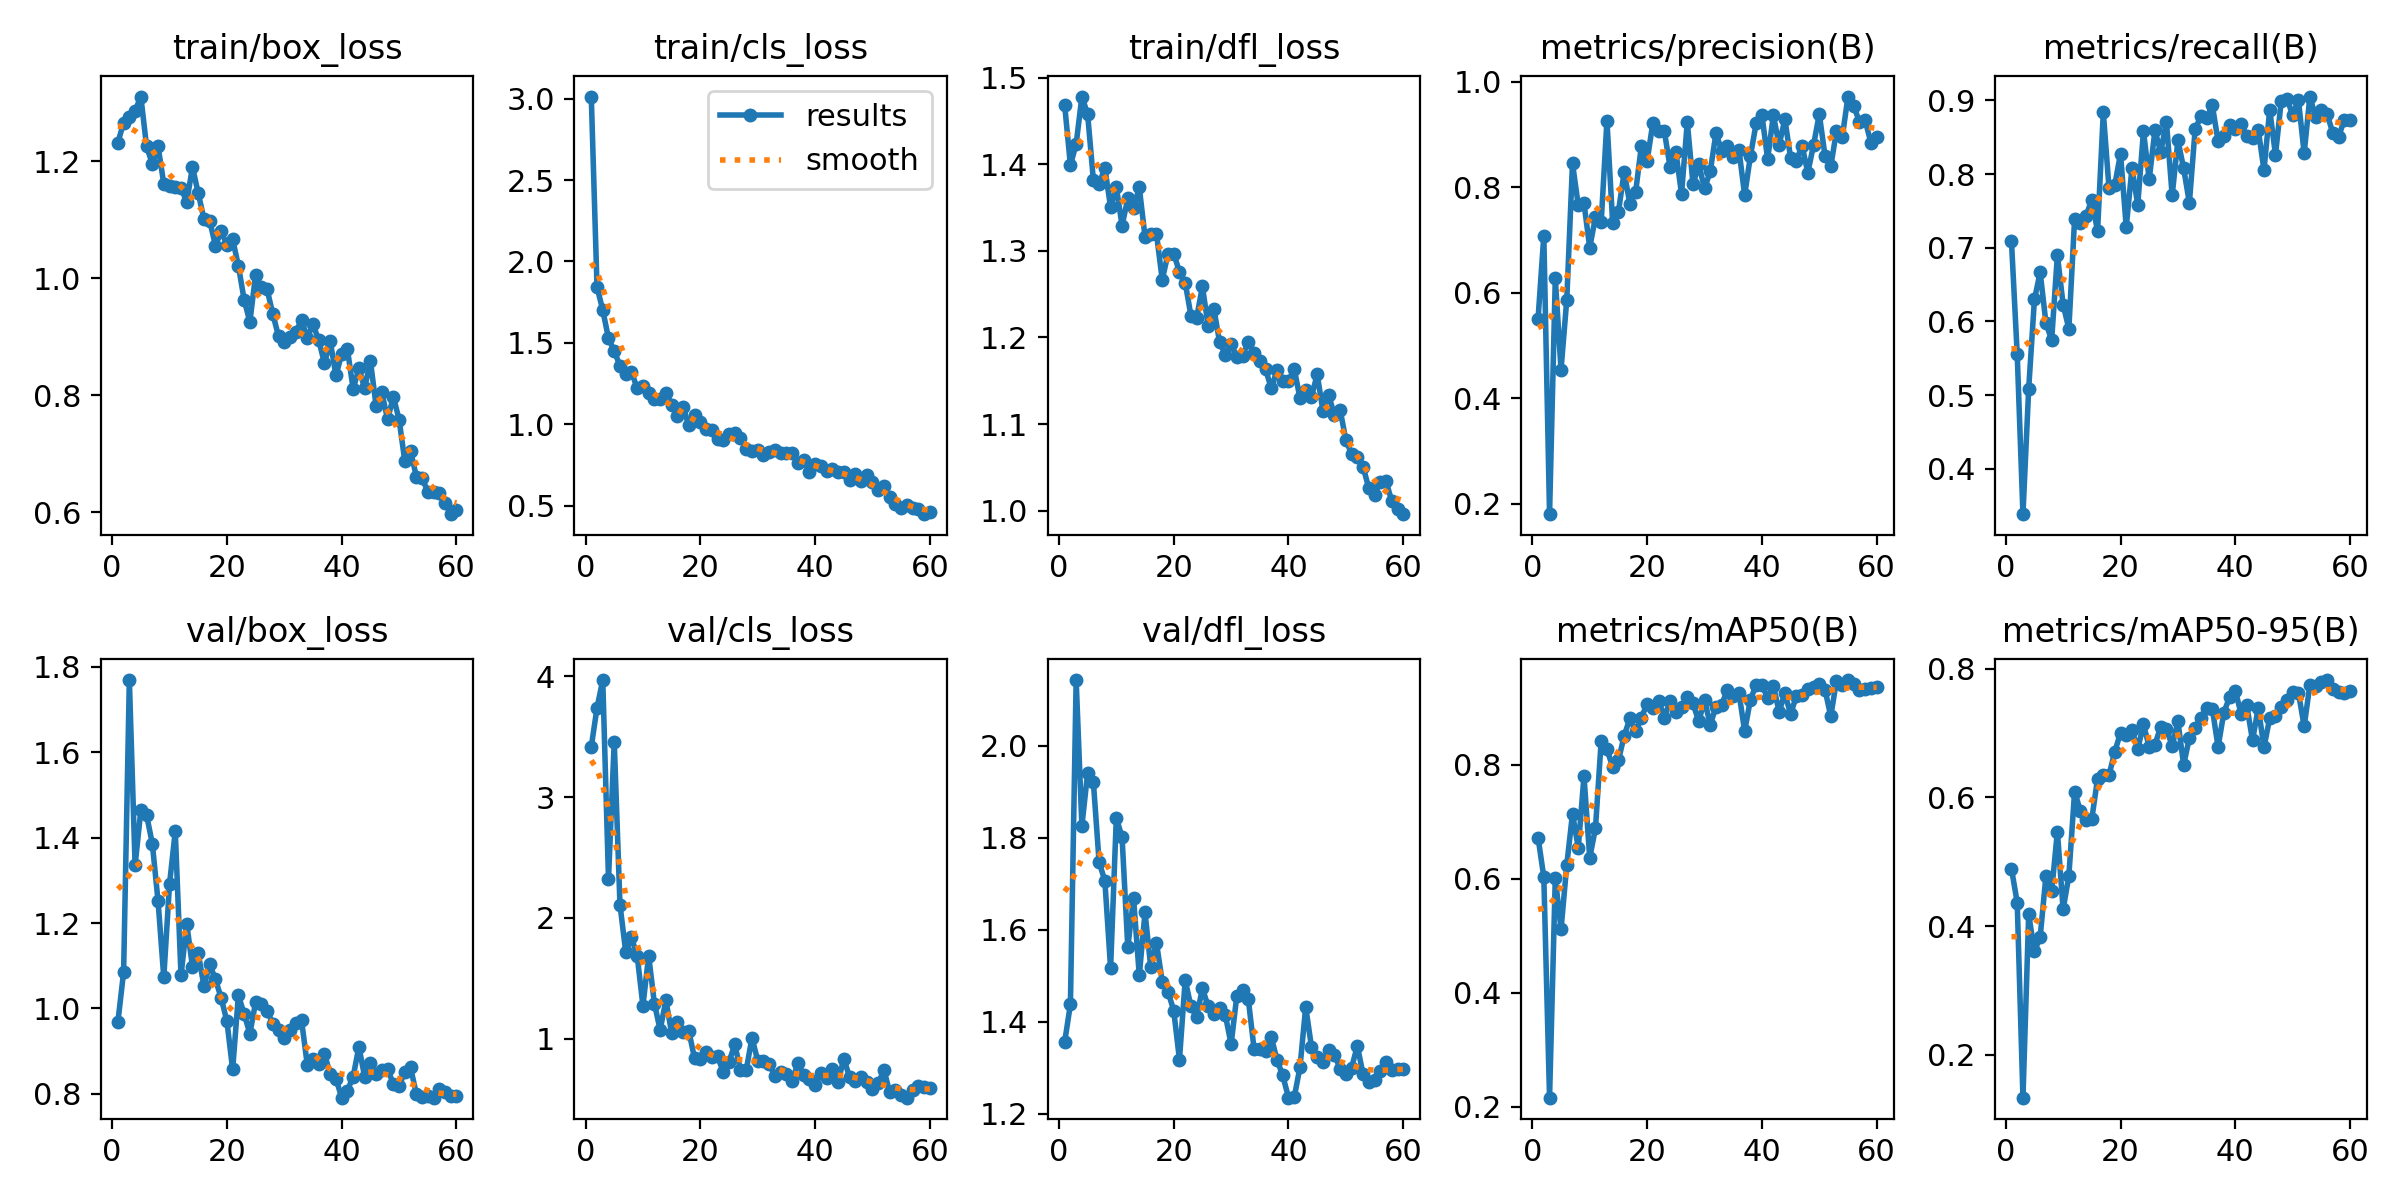 train/box_loss
1.2
1.0
0.8
0.6
0 20 40 60
train/cls_loss
results
smooth
3.0
2.5
2.0
1.5
1.0
0.5
0 20 40 60
train/dfl_loss
1.5
1.4
1.3
1.2
1.1
1.0
0 20 40 60
metrics/precision(B)
1.0
0.8
0.6
0.4
0.2
0 20 40 60
metrics/recall(B)
0.9
0.8
0.7
0.6
0.5
0.4
0 20 40 60
val/box_loss
1.8
1.6
1.4
1.2
1.0
0.8
0 20 40 60
val/cls_loss
4
3
2
1
0 20 40 60
val/dfl_loss
2.0
1.8
1.6
1.4
1.2
0 20 40 60
metrics/mAP50(B)
0.8
0.6
0.4
0.2
0 20 40 60
metrics/mAP50-95(B)
0.8
0.6
0.4
0.2
0 20 40 60